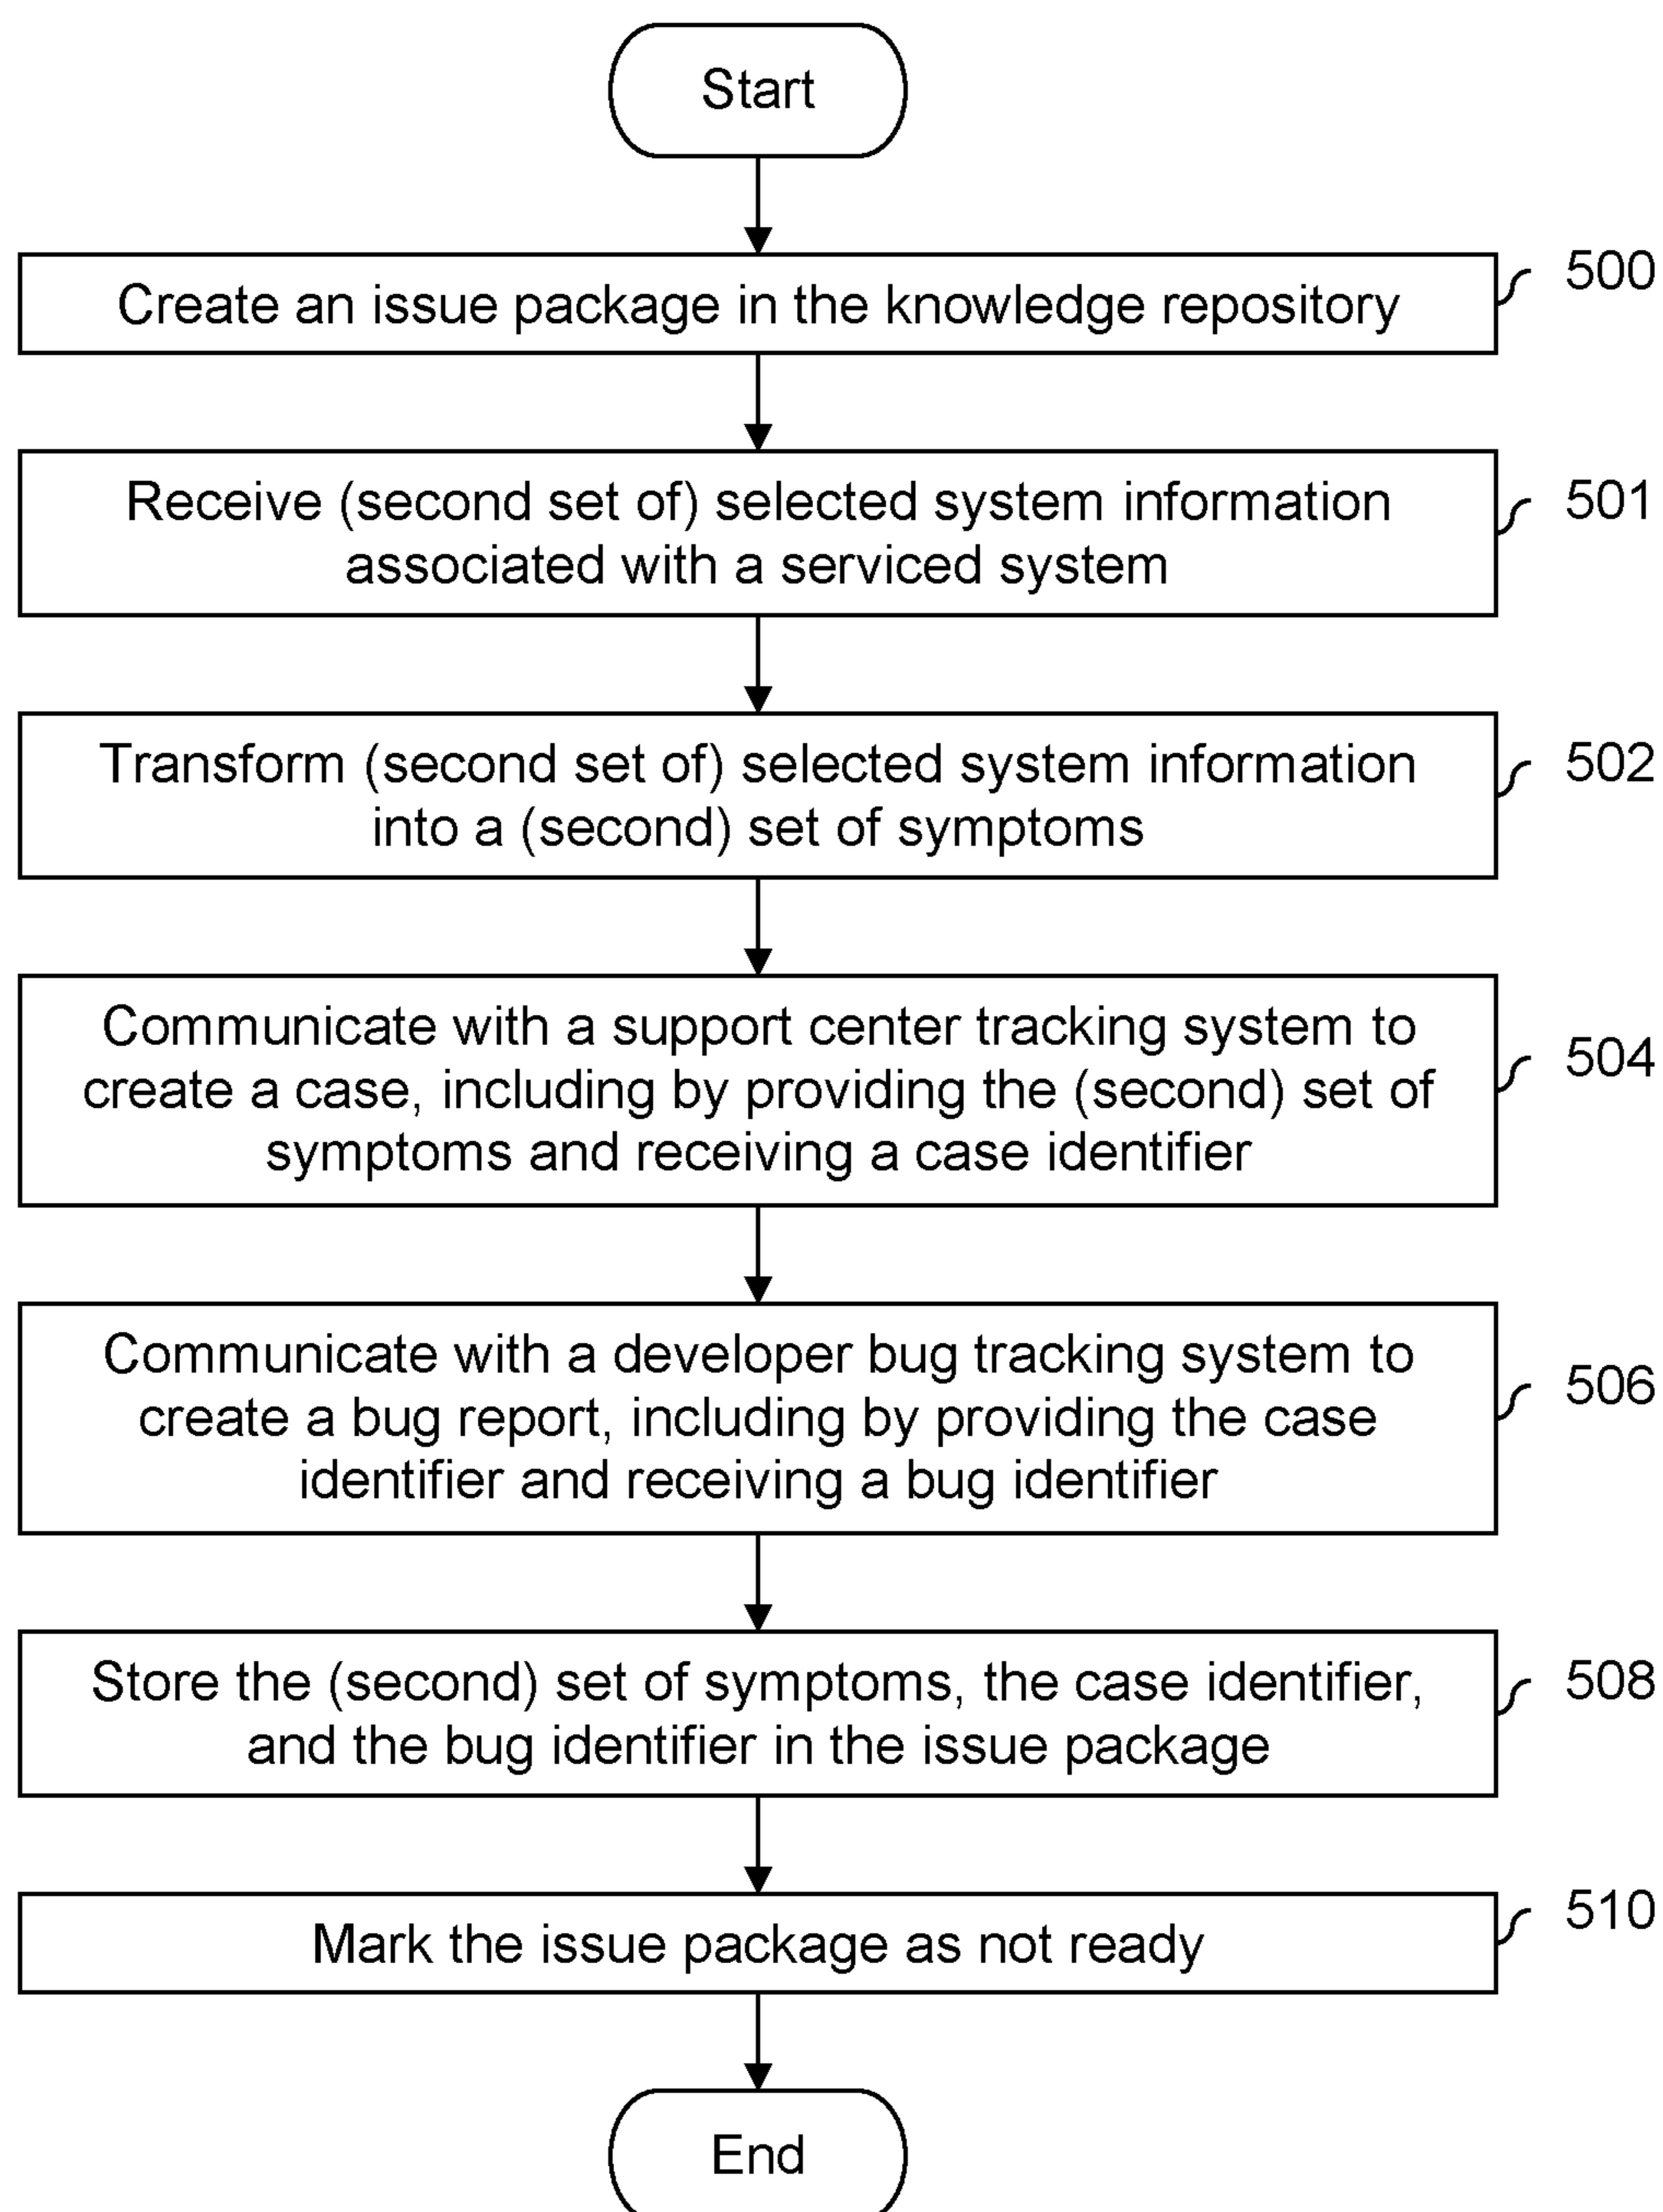 Start
Create an issue package in the knowledge repository
500
Receive (second set of) selected system information
associated with a serviced system
501
Transform (second set of) selected system information
into a (second) set of symptoms
502
Communicate with a support center tracking system to
create a case, including by providing the (second) set of
symptoms and receiving a case identifier
504
Communicate with a developer bug tracking system to
create a bug report, including by providing the case
identifier and receiving a bug identifier
506
Store the (second) set of symptoms, the case identifier,
and the bug identifier in the issue package
508
Mark the issue package as not ready
510
End